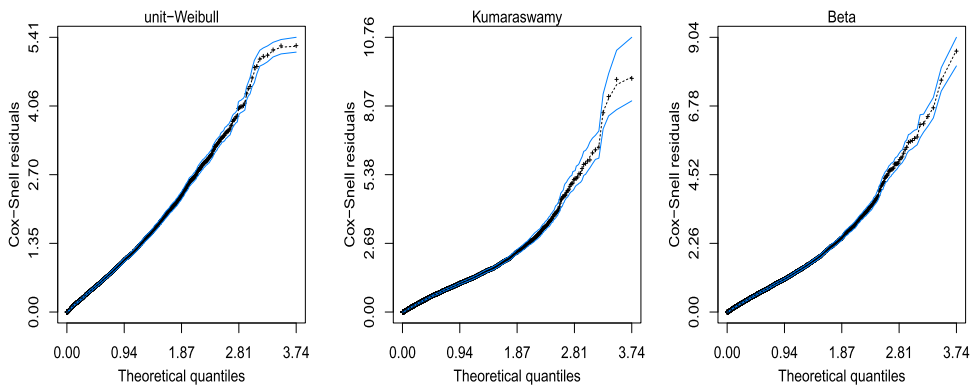 unit−Weibull
Cox−Snell residuals
5.41
4.06
2.70
1.35
0.00
0.00 0.94 1.87 2.81 3.74
Theoretical quantiles
Kumaraswamy
Cox−Snell residuals
10.76
8.07
5.38
2.69
0.00
0.00 0.94 1.87 2.81 3.74
Theoretical quantiles
Beta
Cox−Snell residuals
9.04
6.78
4.52
2.26
0.00
0.00 0.94 1.87 2.81 3.74
Theoretical quantiles